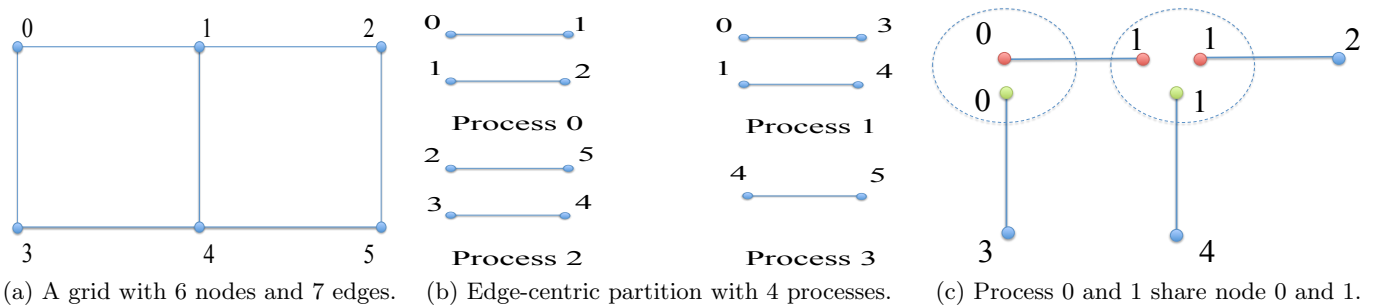 0 1 2
3 4 5
(a) A grid with 6 nodes and 7 edges.
0 1
1 2
Process 0
0 3
1 4
Process 1
2 5
3 4
Process 2
4 5
Process 3
(b) Edge-centric partition with 4 processes.
0 1 1 2
0 1
3 4
(c) Process 0 and 1 share node 0 and 1.